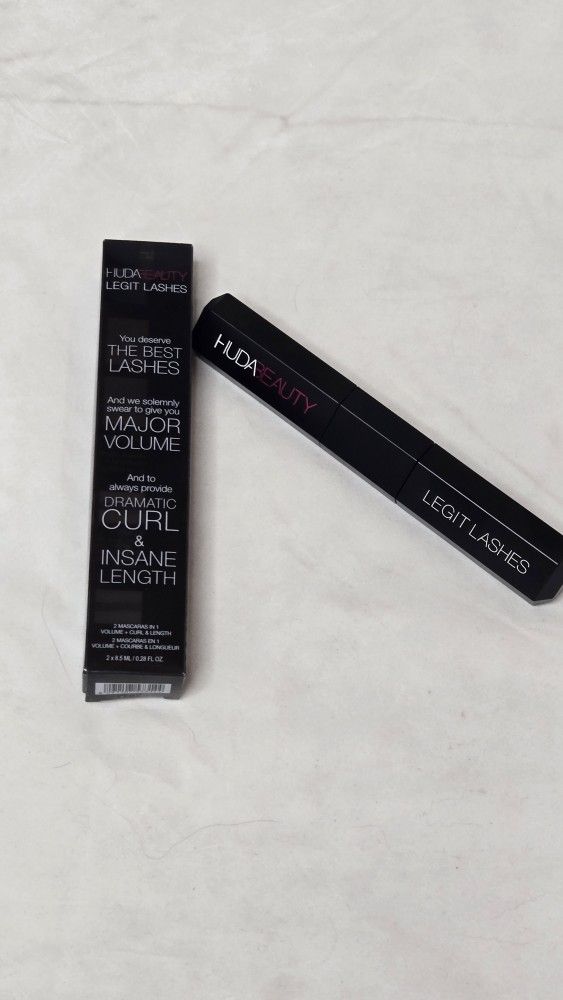 HUDABEAUTY
LEGIT LASHES
You deserve
THE BEST
LASHES
And we solemnly
swear to give you
MAJOR
VOLUME
And to
always provide
DRAMATIC
CURL
&
INSANE
LENGTH
2 MASCARAS IN 1
VOLUME + CURL & LENGTH
2 MASCARAS EN 1
VOLUME + COURBE & LONGUEUR
2 x 8.5 ML / 0.28 FL OZ.
HUDABEAUTY
LEGIT LASHES